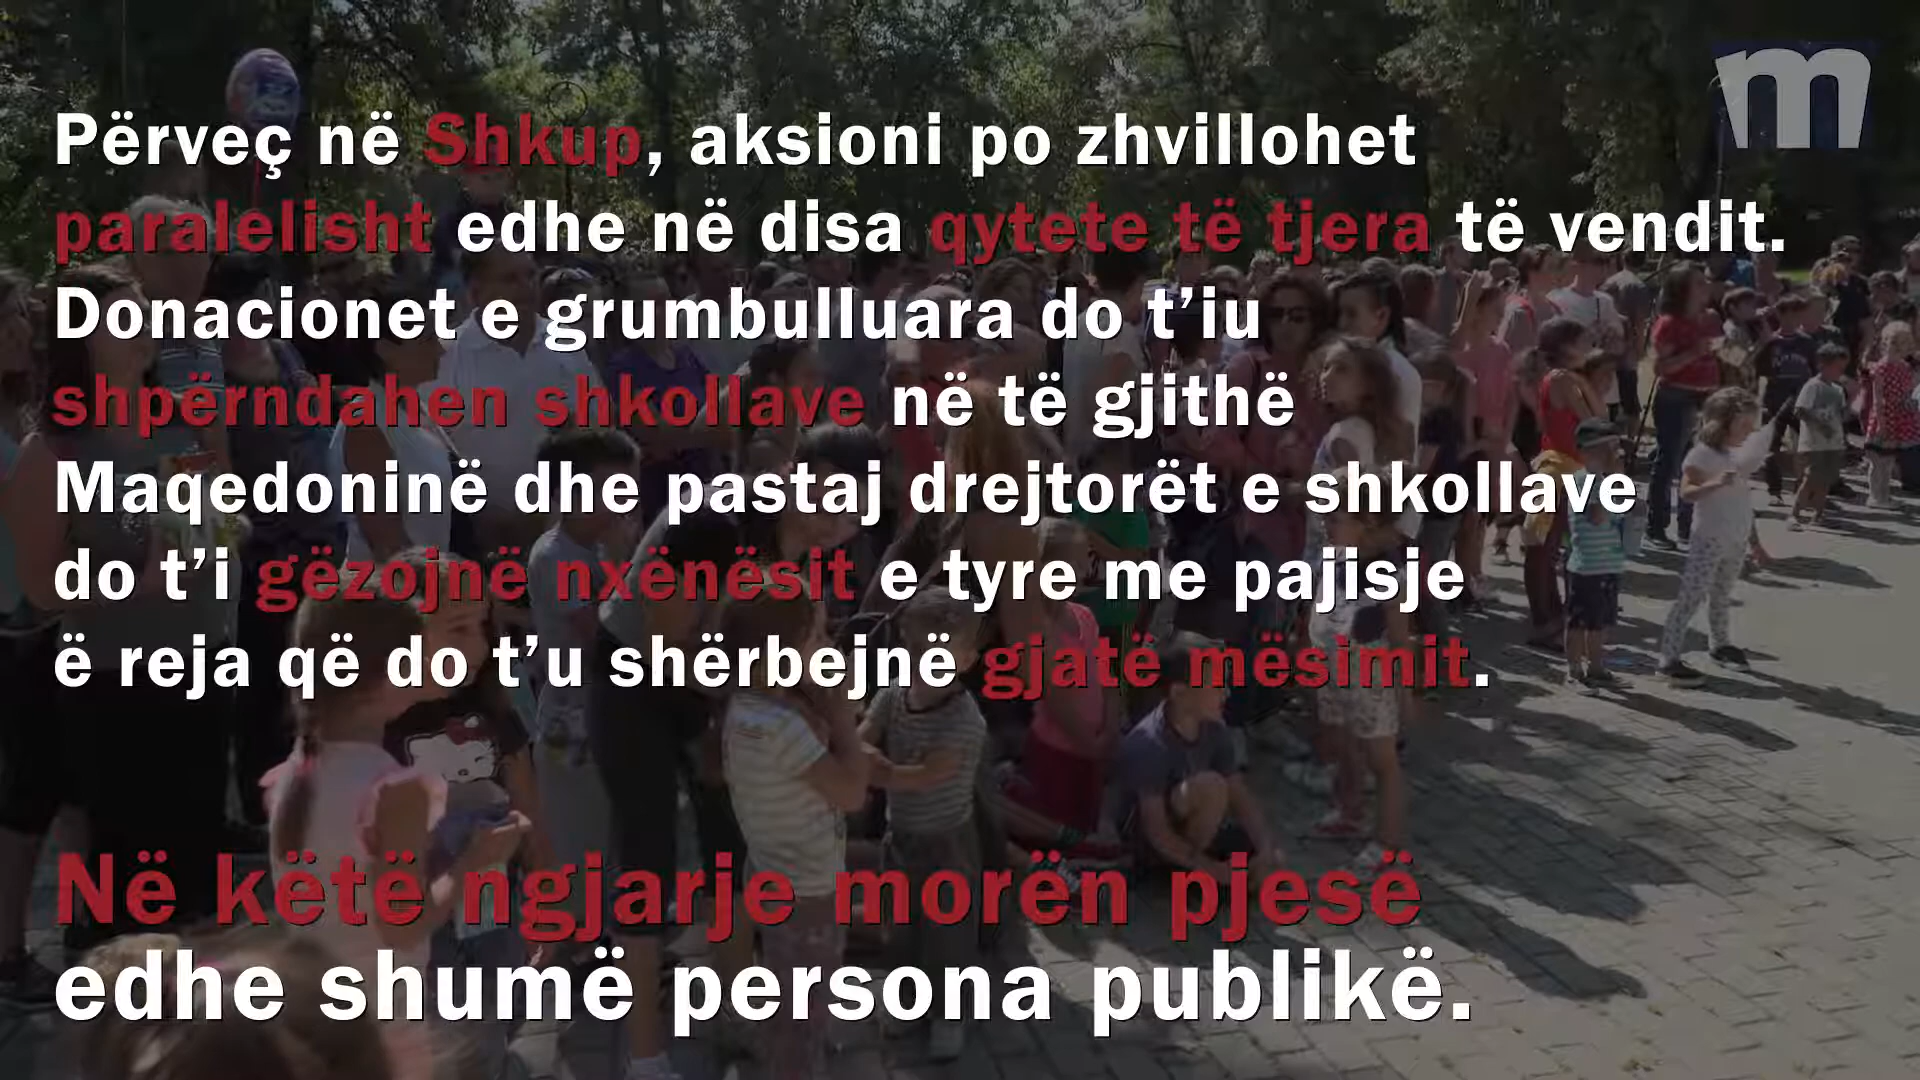 m
Përveç në Shkup, aksioni po zhvillohet
paralelisht edhe në disa qytete të tjera të vendit.
Donacionet e grumbulluara do t’iu
shpërndahen shkollave në të gjithë
Maqedoninë dhe pastaj drejtorët e shkollave
do t’i gëzojnë nxënësit e tyre me pajisje
ë reja që do t’u shërbejnë gjatë mësimit.
Në këtë ngjarje morën pjesë
edhe shumë persona publikë.